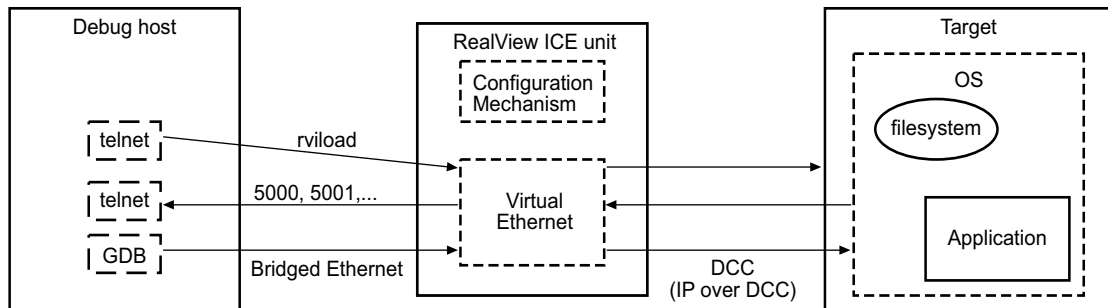 Debug host
RealView ICE unit
Target
Configuration
Mechanism
OS
filesystem
telnet
rviload
telnet
5000, 5001,...
Virtual
Ethernet
GDB
Bridged Ethernet
DCC
(IP over DCC)
Application